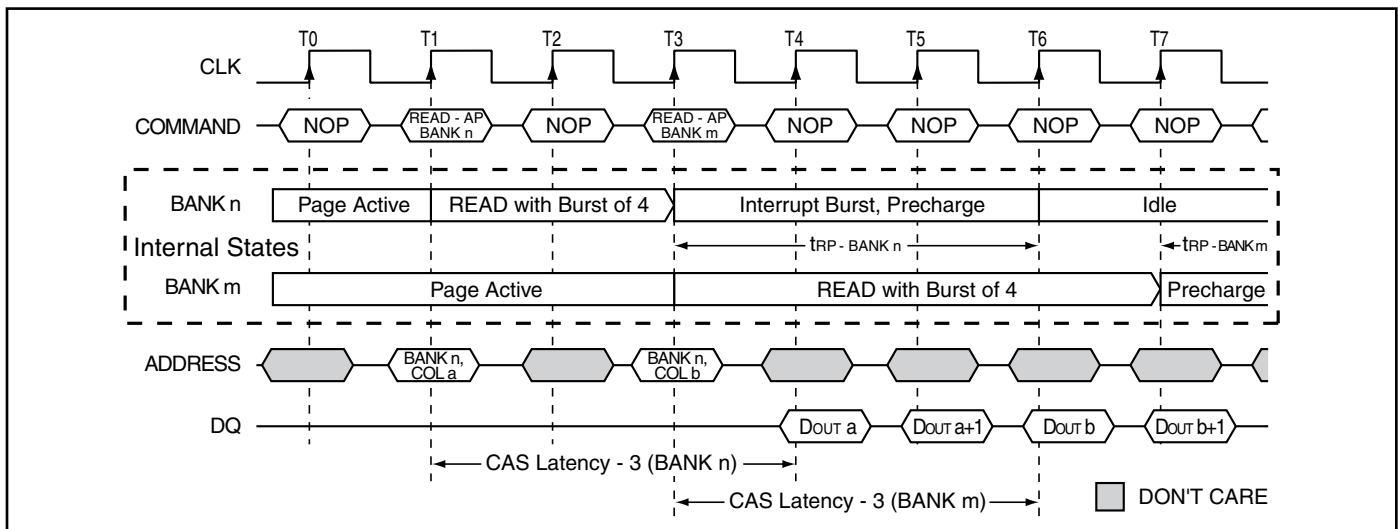 T0 T1 T2 T3 T4 T5 T6 T7
CLK
COMMAND NOP READ - AP BANK n NOP READ - AP BANK m NOP NOP NOP NOP
BANK n Page Active READ with Burst of 4 Interrupt Burst, Precharge Idle
Internal States tRP - BANK n tRP - BANK m
BANK m Page Active READ with Burst of 4 Precharge
ADDRESS BANK n, COL a BANK n, COL b
DQ DOUT a DOUT a+1 DOUT b DOUT b+1
CAS Latency - 3 (BANK n)
CAS Latency - 3 (BANK m) DON'T CARE